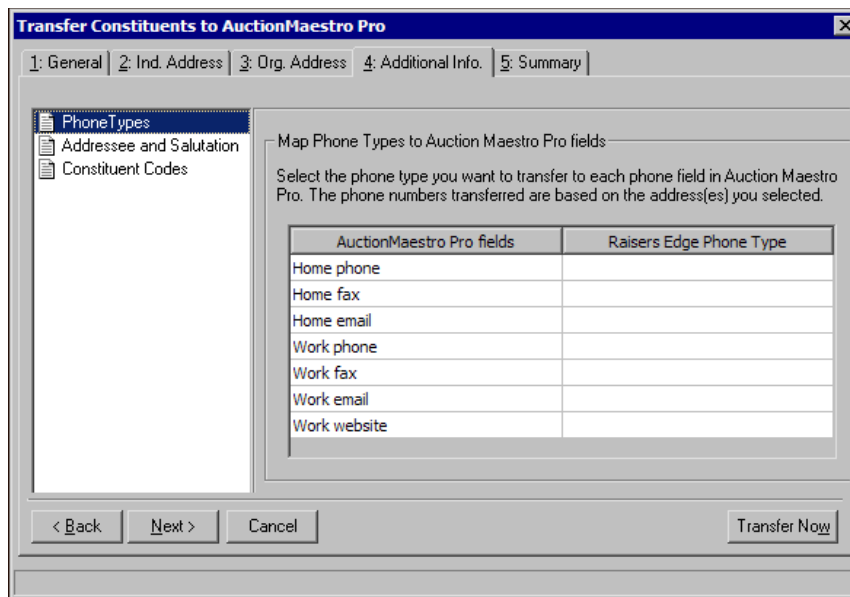 Transfer Constituents to AuctionMaestro Pro
1: General 2: Ind. Address 3: Org. Address 4: Additional Info. 5: Summary
PhoneTypes
Addressee and Salutation
Constituent Codes
Map Phone Types to Auction Maestro Pro fields
Select the phone type you want to transfer to each phone field in Auction Maestro
Pro. The phone numbers transferred are based on the address(es) you selected.
AuctionMaestro Pro fields Raisers Edge Phone Type
Home phone
Home fax
Home email
Work phone
Work fax
Work email
Work website
< Back Next > Cancel Transfer Now